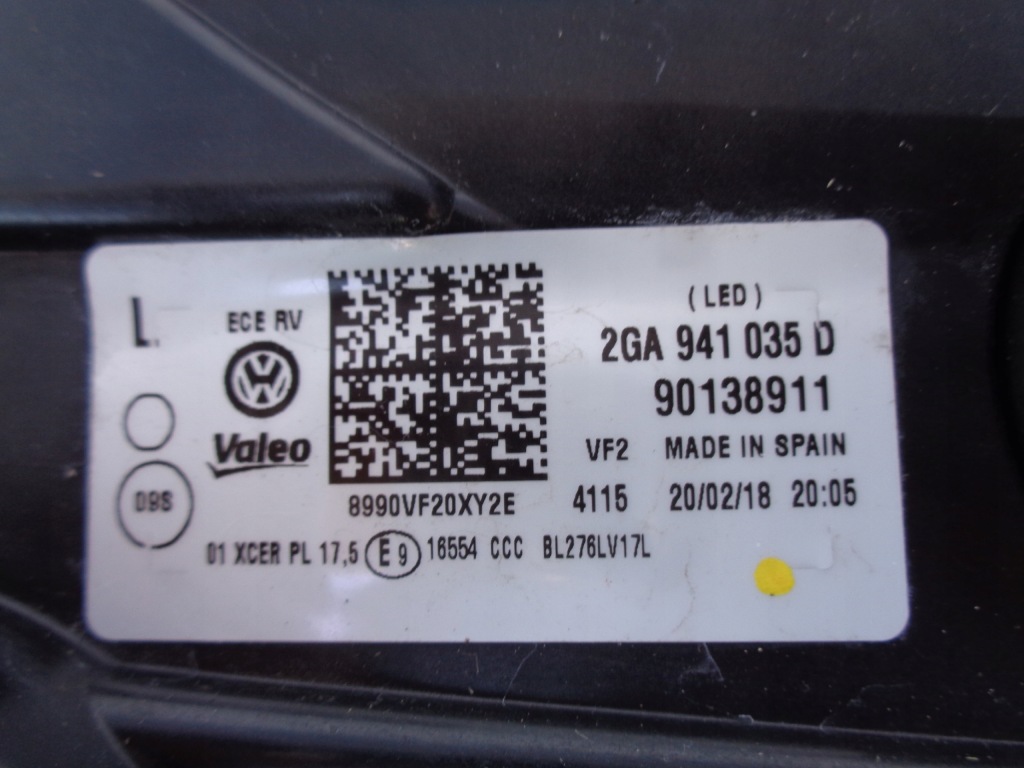 L
ECE RV
(LED)
2GA 941 035 D
90138911
Valeo
VF2 MADE IN SPAIN
8990VF20XY2E
4115 20/02/18 20:05
01 XCER PL 17,5 E9 16554 CCC BL276LV17L